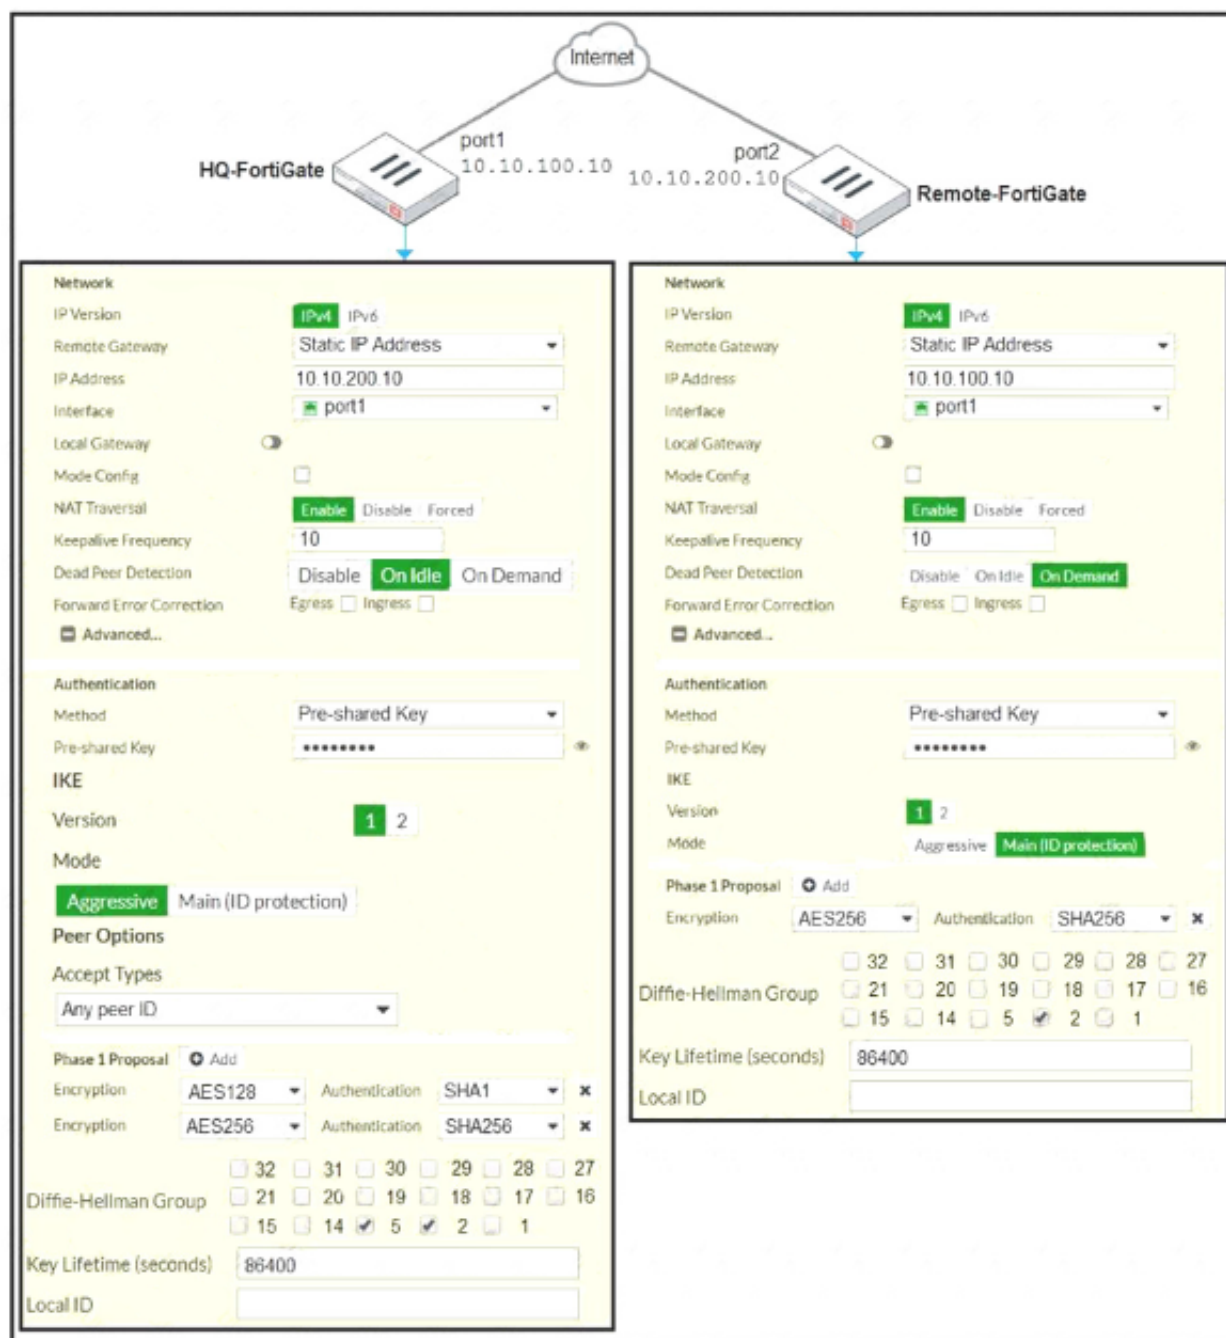 Internet
port1
10.10.100.10
HQ-FortiGate
port2
10.10.200.10
Remote-FortiGate
Network
IP Version IPv4 IPv6
Remote Gateway Static IP Address
IP Address 10.10.200.10
Interface port1
Local Gateway
Mode Config
NAT Traversal Enable Disable Forced
Keepalive Frequency 10
Dead Peer Detection Disable On Idle On Demand
Forward Error Correction Egress Ingress
Advanced...
Authentication
Method Pre-shared Key
Pre-shared Key ••••••••
IKE
Version 1 2
Mode
Aggressive Main (ID protection)
Peer Options
Accept Types
Any peer ID
Phase 1 Proposal Add
Encryption AES128 Authentication SHA1
Encryption AES256 Authentication SHA256
32 31 30 29 28 27
Diffie-Hellman Group 21 20 19 18 17 16
15 14 5 2 1
Key Lifetime (seconds) 86400
Local ID
Network
IP Version IPv4 IPv6
Remote Gateway Static IP Address
IP Address 10.10.100.10
Interface port1
Local Gateway
Mode Config
NAT Traversal Enable Disable Forced
Keepalive Frequency 10
Dead Peer Detection Disable On Idle On Demand
Forward Error Correction Egress Ingress
Advanced...
Authentication
Method Pre-shared Key
Pre-shared Key ••••••••
IKE
Version 1 2
Mode Aggressive Main (ID protection)
Phase 1 Proposal Add
Encryption AES256 Authentication SHA256
32 31 30 29 28 27
Diffie-Hellman Group 21 20 19 18 17 16
15 14 5 2 1
Key Lifetime (seconds) 86400
Local ID